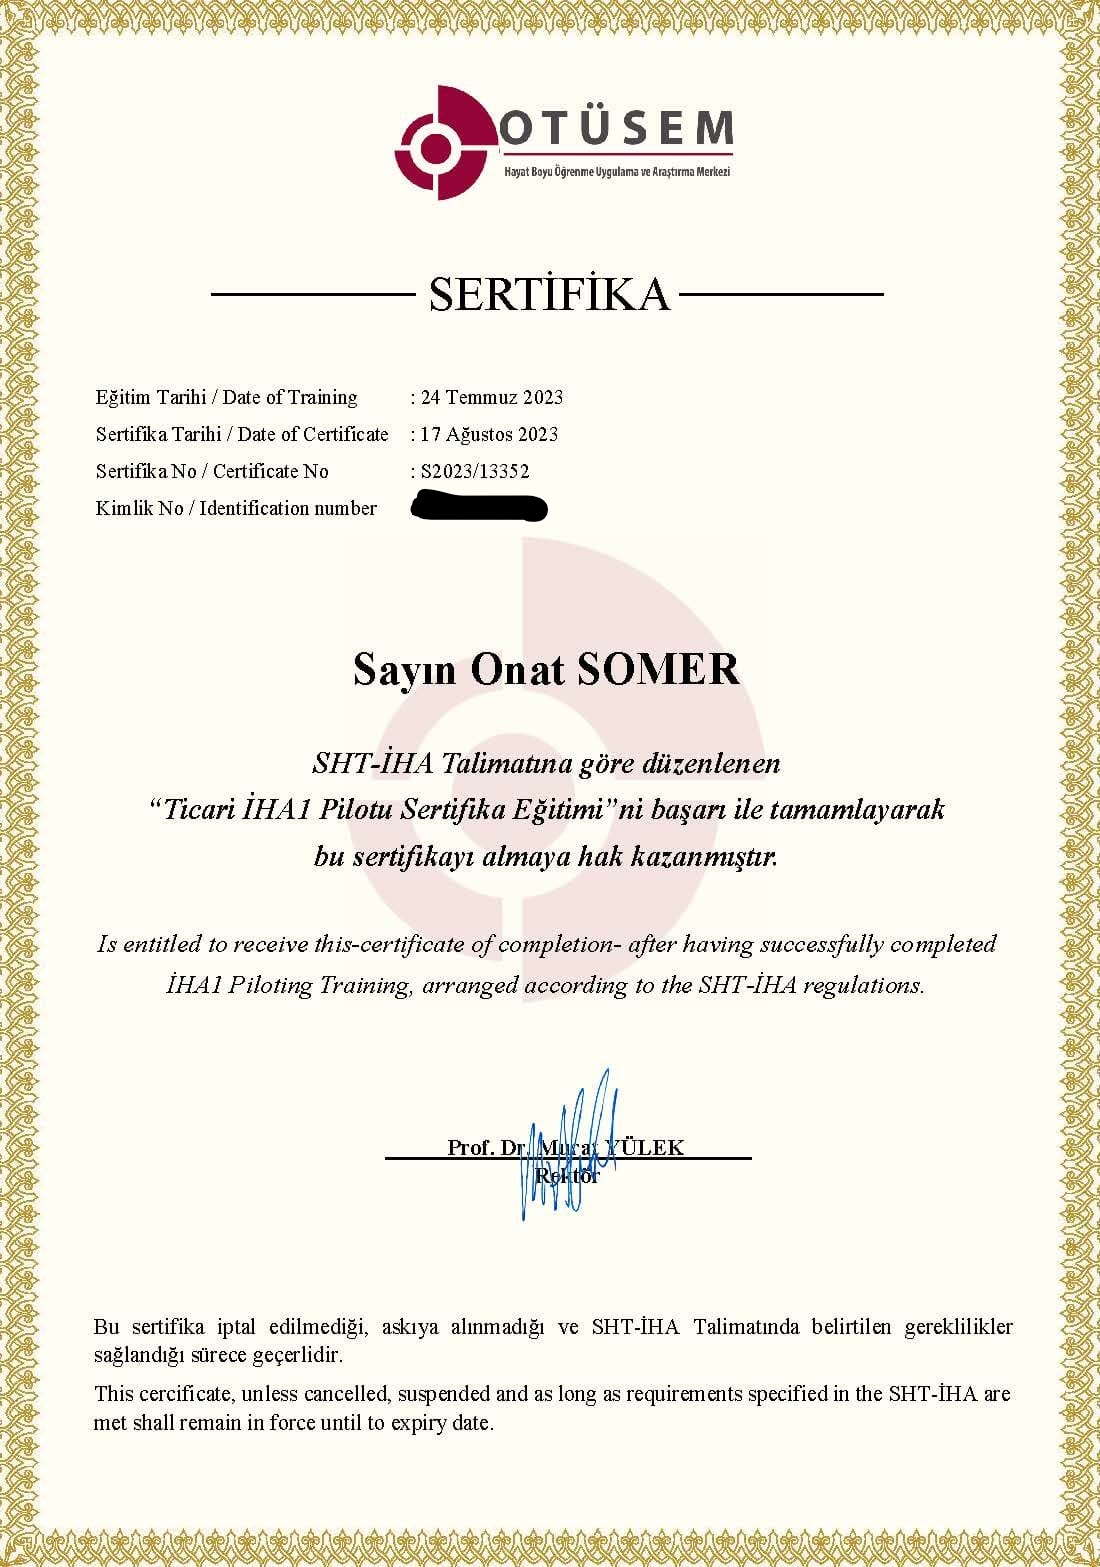 OTÜSEM
Hayat Boyu Öğrenme Uygulama ve Araştırma Merkezi
SERTİFİKA
Eğitim Tarihi / Date of Training : 24 Temmuz 2023
Sertifika Tarihi / Date of Certificate : 17 Ağustos 2023
Sertifika No / Certificate No : S2023/13352
Kimlik No / Identification number
Sayın Onat SOMER
SHT-İHA Talimatına göre düzenlenen
“Ticari İHA1 Pilotu Sertifika Eğitimi”ni başarı ile tamamlayarak
bu sertifikayı almaya hak kazanmıştır.
Is entitled to receive this-certificate of completion- after having successfully completed
İHA1 Piloting Training, arranged according to the SHT-İHA regulations.
Prof. Dr. Murat YÜLEK
Rektör
Bu sertifika iptal edilmediği, askıya alınmadığı ve SHT-İHA Talimatında belirtilen gereklilikler
sağlandığı sürece geçerlidir.
This cercificate, unless cancelled, suspended and as long as requirements specified in the SHT-İHA are
met shall remain in force until to expiry date.